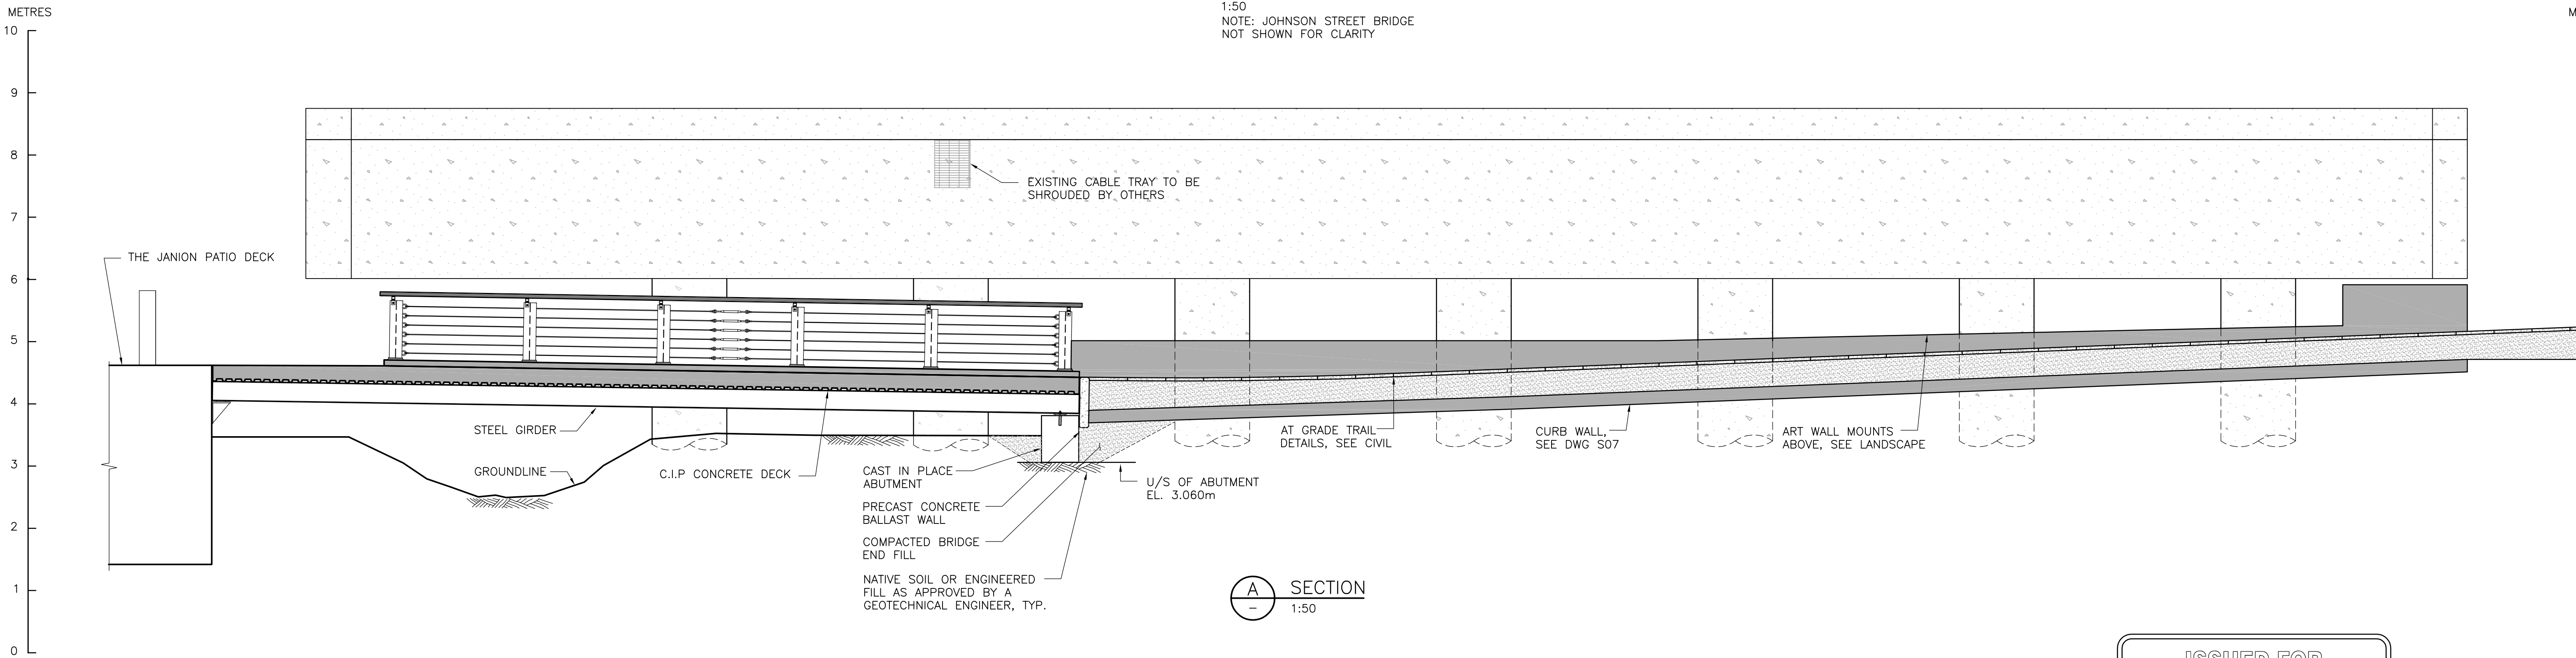 1:50
NOTE: JOHNSON STREET BRIDGE
NOT SHOWN FOR CLARITY
METRES
M
10
9
8
7
6
5
4
3
2
1
0
EXISTING CABLE TRAY TO BE
SHROUDED BY OTHERS
THE JANION PATIO DECK
STEEL GIRDER
GROUNDLINE
C.I.P CONCRETE DECK
CAST IN PLACE
ABUTMENT
PRECAST CONCRETE
BALLAST WALL
COMPACTED BRIDGE
END FILL
NATIVE SOIL OR ENGINEERED
FILL AS APPROVED BY A
GEOTECHNICAL ENGINEER, TYP.
U/S OF ABUTMENT
EL. 3.060m
AT GRADE TRAIL
DETAILS, SEE CIVIL
CURB WALL,
SEE DWG S07
ART WALL MOUNTS
ABOVE, SEE LANDSCAPE
A
–
SECTION
1:50
ISSUED FOR